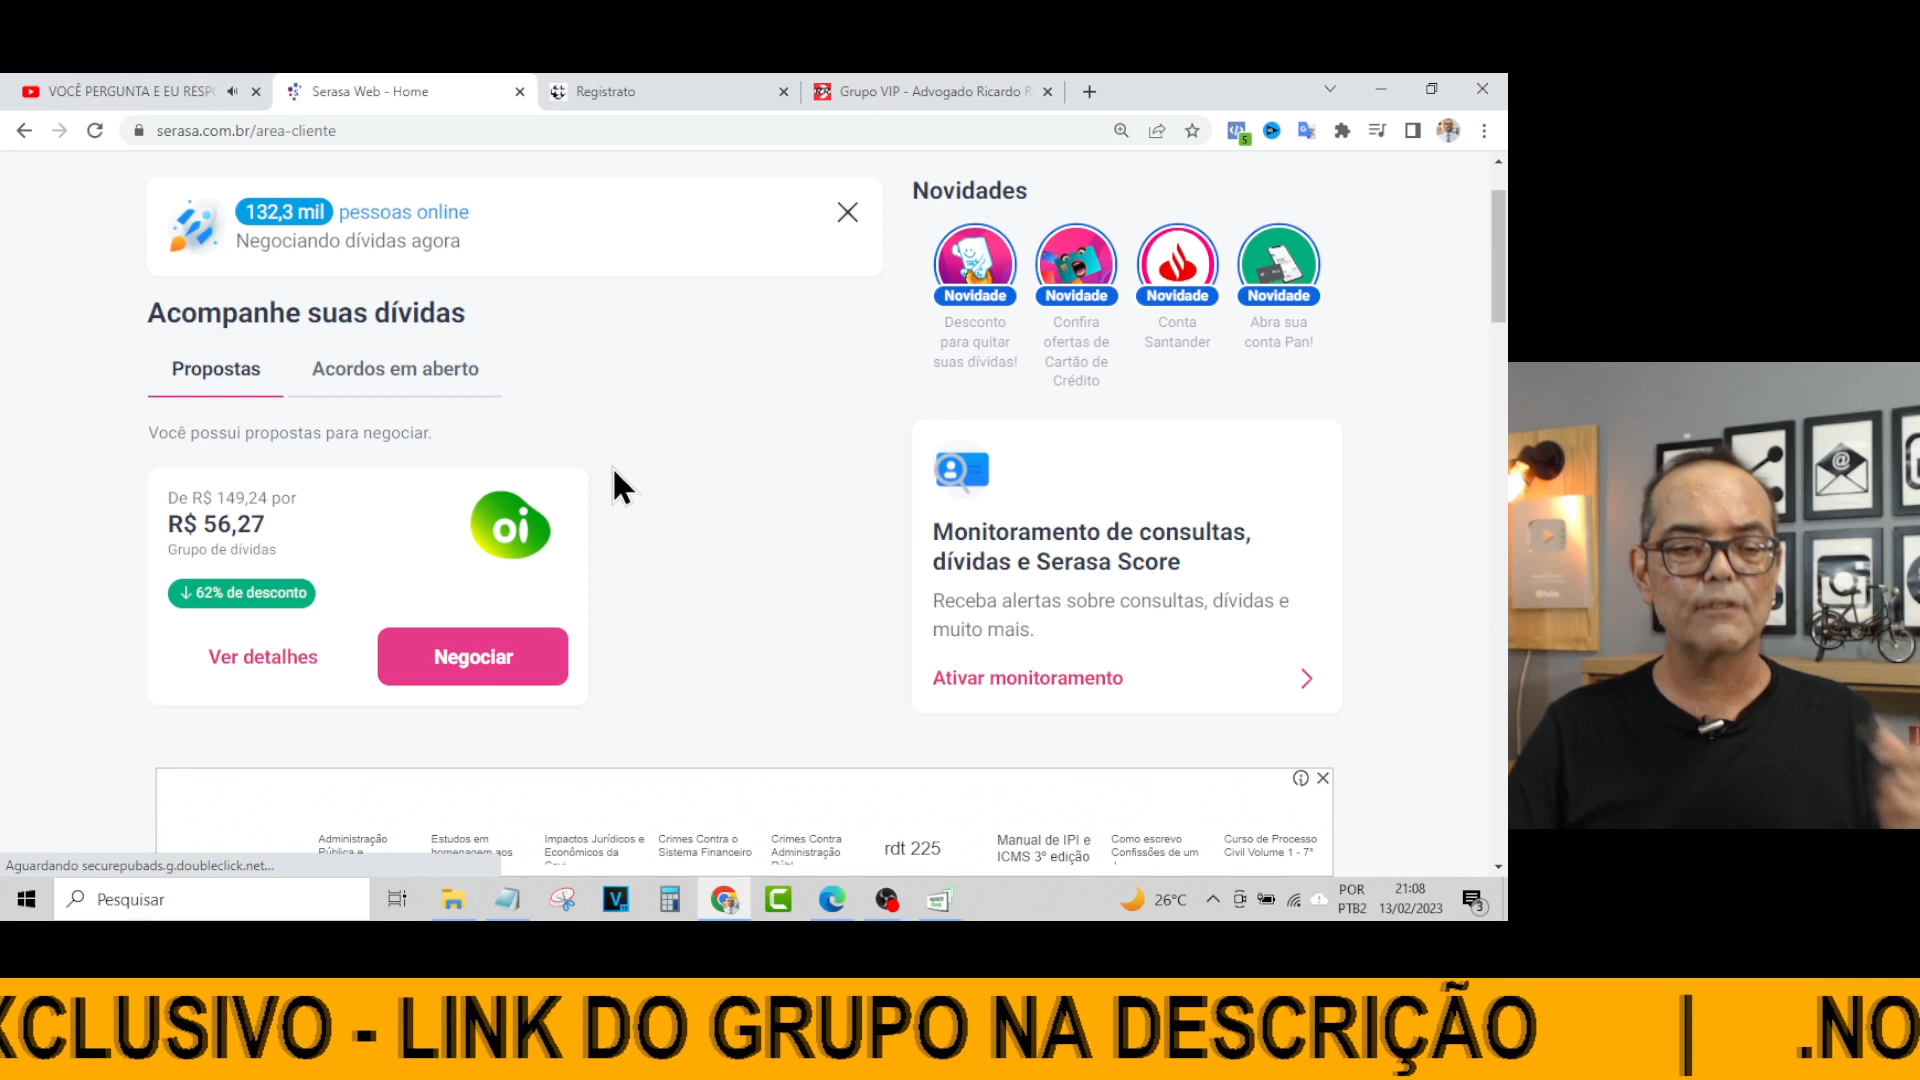 VOCÊ PERGUNTA E EU RESP
Serasa Web - Home
Registrato
Grupo VIP - Advogado Ricardo R
serasa.com.br/area-cliente
5
132,3 mil pessoas online
Negociando dívidas agora
Acompanhe suas dívidas
Propostas
Acordos em aberto
Você possui propostas para negociar.
De R$ 149,24 por
R$ 56,27
Grupo de dívidas
oi
62% de desconto
Ver detalhes
Negociar
Novidades
Novidade
Novidade
Novidade
Novidade
Desconto
para quitar
suas dívidas!
Confira
ofertas de
Cartão de
Crédito
Conta
Santander
Abra sua
conta Pan!
Monitoramento de consultas,
dívidas e Serasa Score
Receba alertas sobre consultas, dívidas e
muito mais.
Ativar monitoramento
Administração
Pública e
Estudos em
homenagem aos
Impactos Jurídicos e
Econômicos da
Crimes Contra o
Sistema Financeiro
Crimes Contra
Administração
rdt 225
Manual de IPI e
ICMS 3º edição
Como escrevo
Confissões de um
Curso de Processo
Civil Volume 1 - 7ª
Aguardando securepubads.g.doubleclick.net...
Pesquisar
26°C
POR
PTB2
21:08
13/02/2023
3
XCLUSIVO - LINK DO GRUPO NA DESCRIÇÃO | .NO